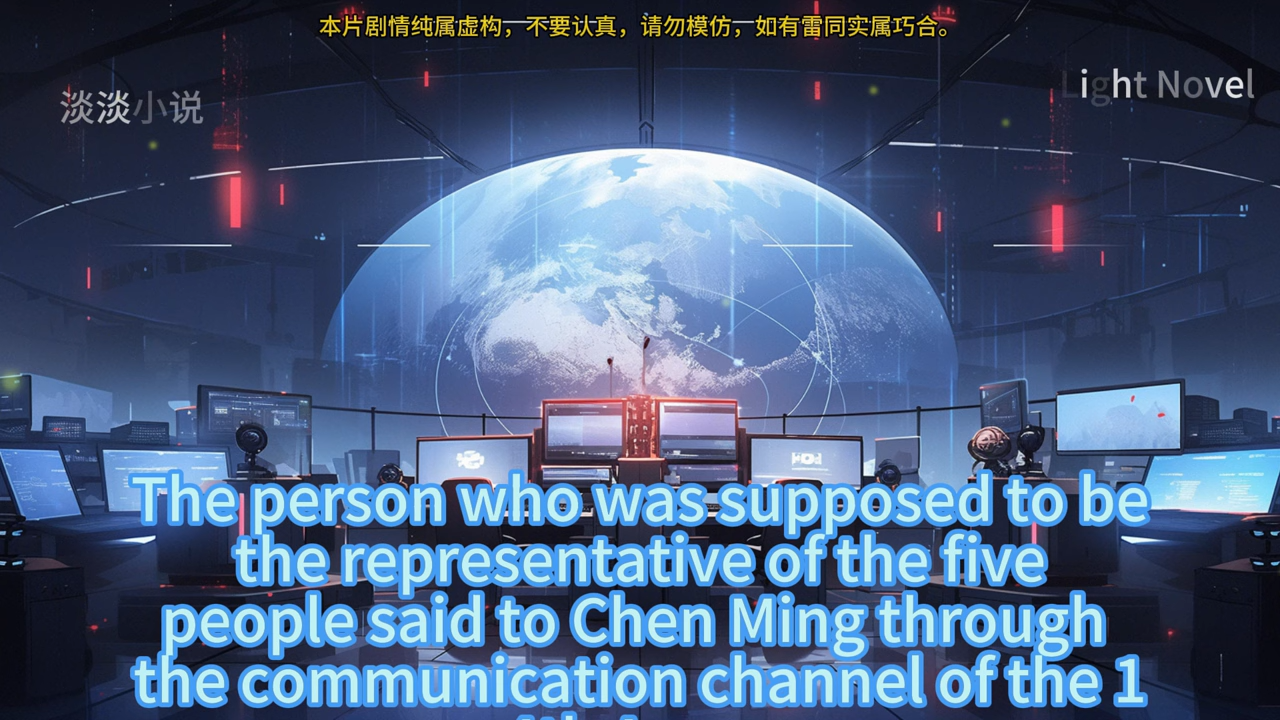 本片剧情纯属虚构，不要认真，请勿模仿，如有雷同实属巧合。
淡淡小说
Light Novel
The person who was supposed to be
the representative of the five
people said to Chen Ming through
the communication channel of the 1